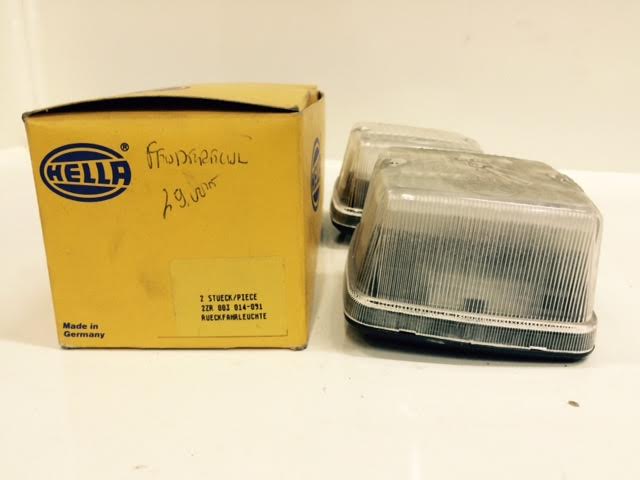 HELLA
®
2 STUECK/PIECE
2ZR 003 014-091
RUECKFAHRLEUCHTE
Made in
Germany